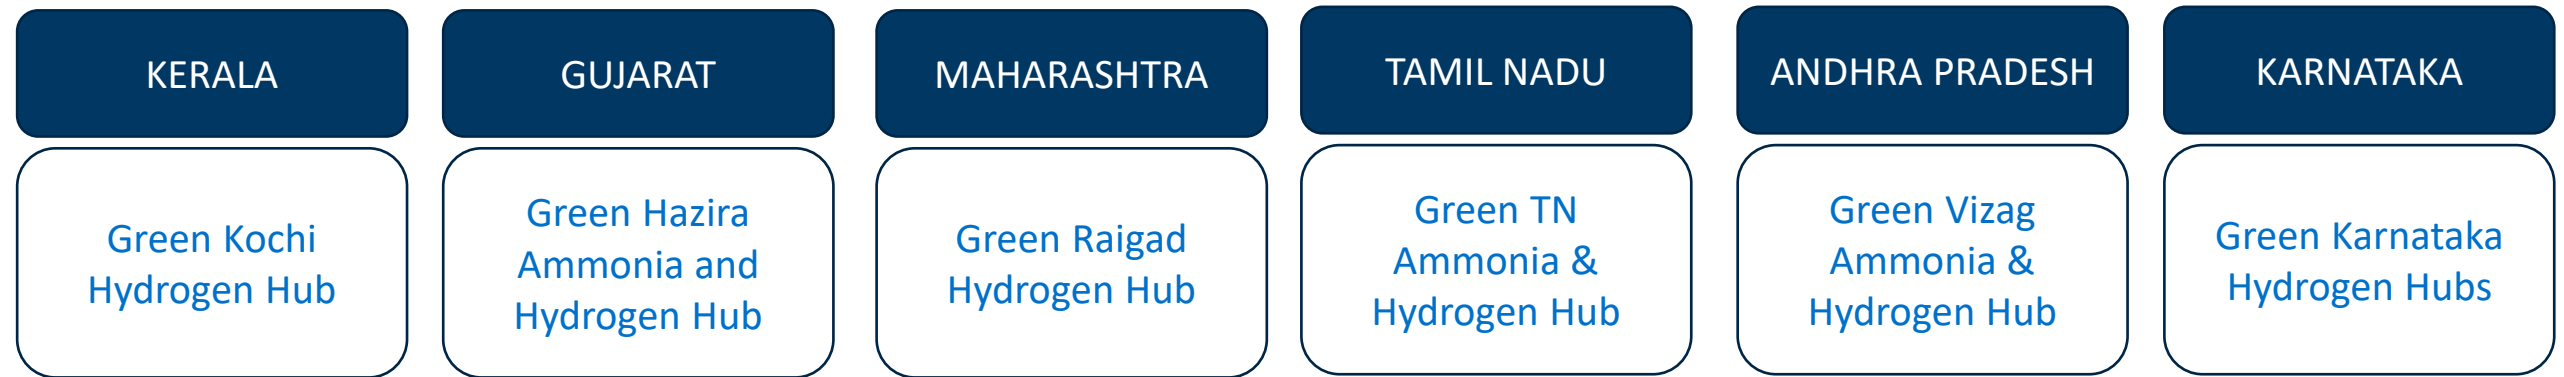 KERALA
Green Kochi
Hydrogen Hub
GUJARAT
Green Hazira
Ammonia and
Hydrogen Hub
MAHARASHTRA
Green Raigad
Hydrogen Hub
TAMIL NADU
Green TN
Ammonia &
Hydrogen Hub
ANDHRA PRADESH
Green Vizag
Ammonia &
Hydrogen Hub
KARNATAKA
Green Karnataka
Hydrogen Hubs